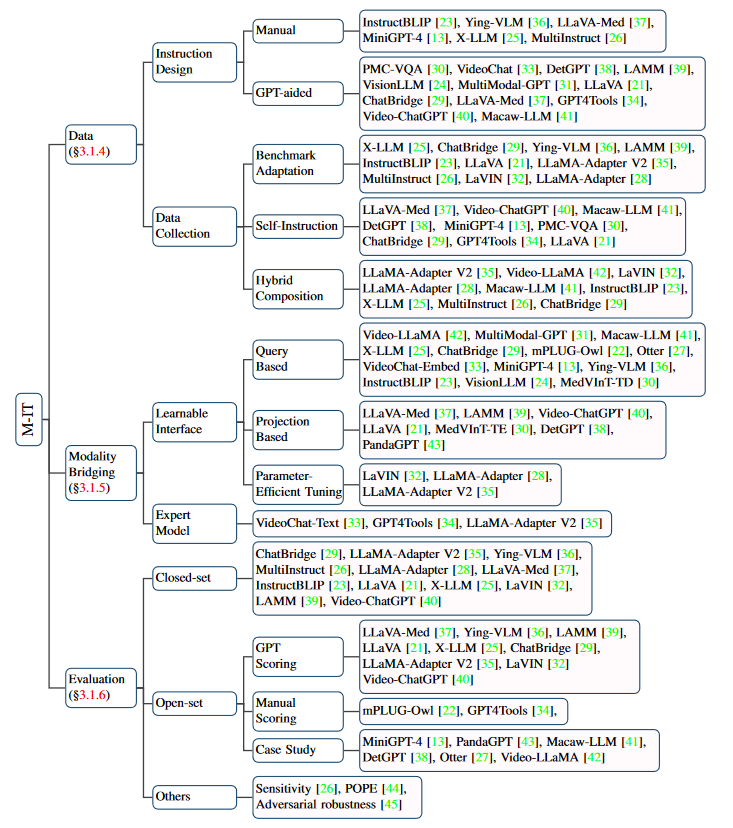 M-IT
Data
(§3.1.4)
Instruction
Design
Manual
InstructBLIP [23], Ying-VLM [36], LLaVA-Med [37],
MiniGPT-4 [13], X-LLM [25], MultiInstruct [26]
GPT-aided
PMC-VQA [30], VideoChat [33], DetGPT [38], LAMM [39],
VisionLLM [24], MultiModal-GPT [31], LLaVA [21],
ChatBridge [29], LLaVA-Med [37], GPT4Tools [34],
Video-ChatGPT [40], Macaw-LLM [41]
Data
Collection
Benchmark
Adaptation
X-LLM [25], ChatBridge [29], Ying-VLM [36], LAMM [39],
InstructBLIP [23], LLaVA [21], LLaMA-Adapter V2 [35],
MultiInstruct [26], LaVIN [32], LLaMA-Adapter [28]
Self-Instruction
LLaVA-Med [37], Video-ChatGPT [40], Macaw-LLM [41],
DetGPT [38], MiniGPT-4 [13], PMC-VQA [30],
ChatBridge [29], GPT4Tools [34], LLaVA [21]
Hybrid
Composition
LLaMA-Adapter V2 [35], Video-LLaMA [42], LaVIN [32],
LLaMA-Adapter [28], Macaw-LLM [41], InstructBLIP [23],
X-LLM [25], MultiInstruct [26], ChatBridge [29]
Modality
Bridging
(§3.1.5)
Learnable
Interface
Query
Based
Video-LLaMA [42], MultiModal-GPT [31], Macaw-LLM [41],
X-LLM [25], ChatBridge [29], mPLUG-Owl [22], Otter [27],
VideoChat-Embed [33], MiniGPT-4 [13], Ying-VLM [36],
InstructBLIP [23], VisionLLM [24], MedVInT-TD [30]
Projection
Based
LLaVA-Med [37], LAMM [39], Video-ChatGPT [40],
LLaVA [21], MedVInT-TE [30], DetGPT [38],
PandaGPT [43]
Parameter-
Efficient Tuning
LaVIN [32], LLaMA-Adapter [28],
LLaMA-Adapter V2 [35]
Expert
Model
VideoChat-Text [33], GPT4Tools [34], LLaMA-Adapter V2 [35]
Evaluation
(§3.1.6)
Closed-set
ChatBridge [29], LLaMA-Adapter V2 [35], Ying-VLM [36],
MultiInstruct [26], LLaMA-Adapter [28], LLaVA-Med [37],
InstructBLIP [23], LLaVA [21], X-LLM [25], LaVIN [32],
LAMM [39], Video-ChatGPT [40]
Open-set
GPT
Scoring
LLaVA-Med [37], Ying-VLM [36], LAMM [39],
LLaVA [21], X-LLM [25], ChatBridge [29],
LLaMA-Adapter V2 [35], LaVIN [32]
Video-ChatGPT [40]
Manual
Scoring
mPLUG-Owl [22], GPT4Tools [34],
Case Study
MiniGPT-4 [13], PandaGPT [43], Macaw-LLM [41],
DetGPT [38], Otter [27], Video-LLaMA [42]
Others
Sensitivity [26], POPE [44],
Adversarial robustness [45]